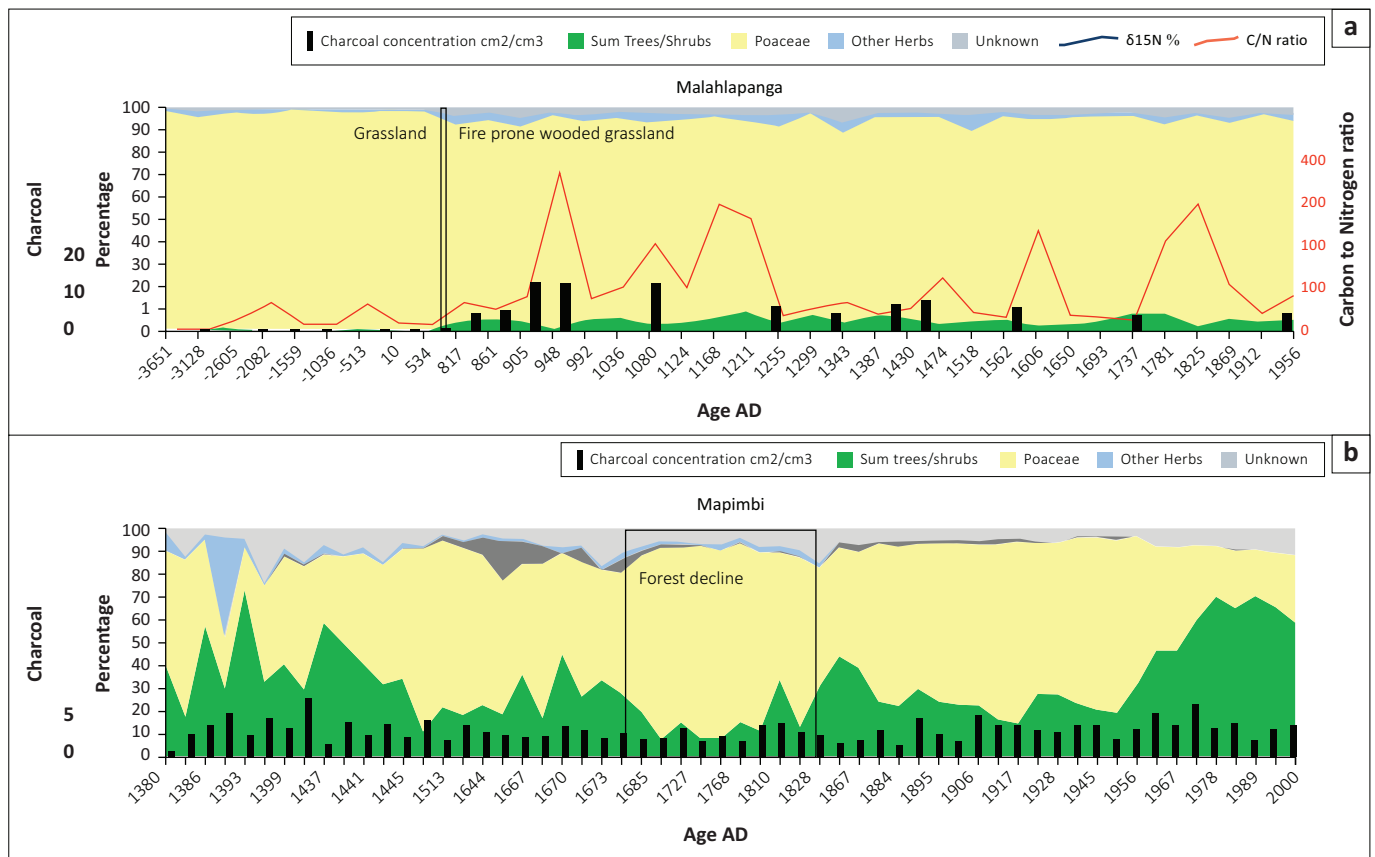 a
Charcoal concentration cm2/cm3 Sum Trees/Shrubs Poaceae Other Herbs Unknown δ15N % C/N ratio
Malahlapanga
Grassland
Fire prone wooded grassland
Charcoal
20
10
0
Percentage
100
90
80
70
60
50
40
30
20
1
0
400
200
100
100
0
Carbon to Nitrogen ratio
-3651 -3128 -2605 -2082 -1559 -1036 -513 10 534 817 861 905 948 992 1036 1080 1124 1168 1211 1255 1299 1343 1387 1430 1474 1518 1562 1606 1650 1693 1737 1781 1825 1869 1912 1956
Age AD
b
Charcoal concentration cm2/cm3 Sum trees/shrubs Poaceae Other Herbs Unknown
Mapimbi
Forest decline
Charcoal
5
0
Percentage
100
90
80
70
60
50
40
30
20
10
0
1380 1386 1393 1399 1437 1441 1445 1513 1644 1667 1670 1673 1685 1727 1768 1810 1828 1867 1884 1895 1906 1917 1928 1945 1956 1967 1978 1989 2000
Age AD